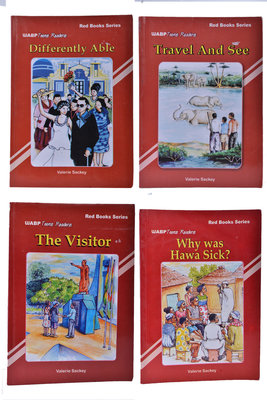 Red Books Series
WABP Teens Readers
Differently Able
Valerie Sackey
Red Books Series
WABP Teens Readers
Travel And See
Valerie Sackey
Red Books Series
WABP Teens Readers
The Visitor
Valerie Sackey
Red Books Series
WABP Teens Readers
Why was
Hawa Sick?
Valerie Sackey